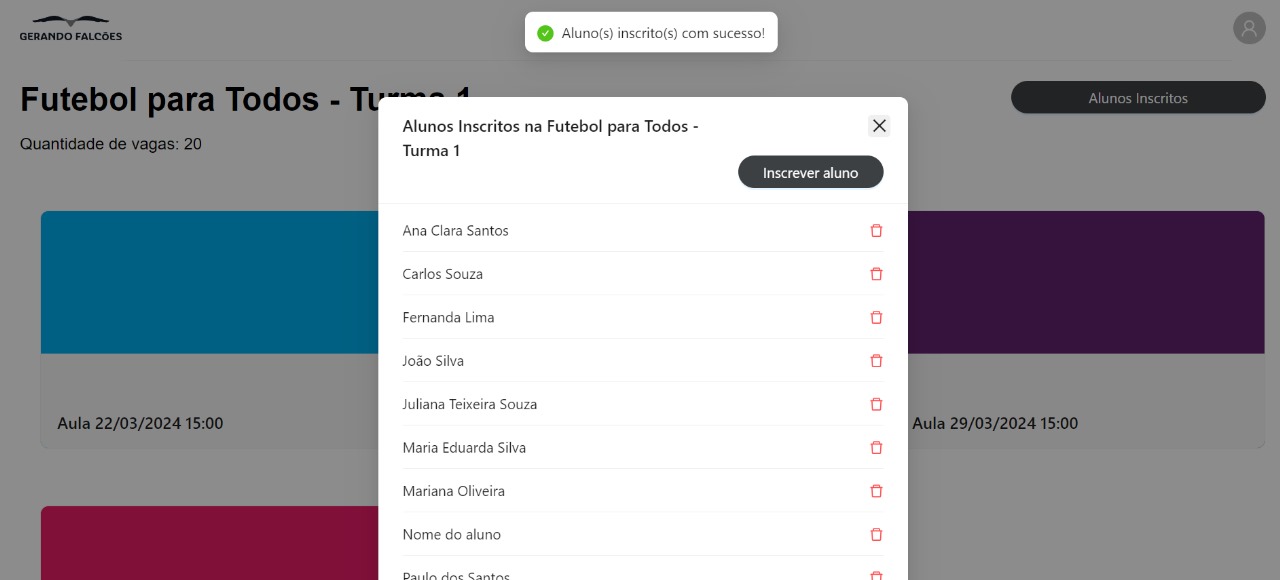 GERANDO FALCÕES
Aluno(s) inscrito(s) com sucesso!
Futebol para Todos - Turma 1
Alunos Inscritos
Quantidade de vagas: 20
Alunos Inscritos na Futebol para Todos -
Turma 1
Inscrever aluno
Ana Clara Santos
Carlos Souza
Fernanda Lima
João Silva
Juliana Teixeira Souza
Maria Eduarda Silva
Mariana Oliveira
Nome do aluno
Paulo dos Santos
Aula 22/03/2024 15:00
Aula 29/03/2024 15:00